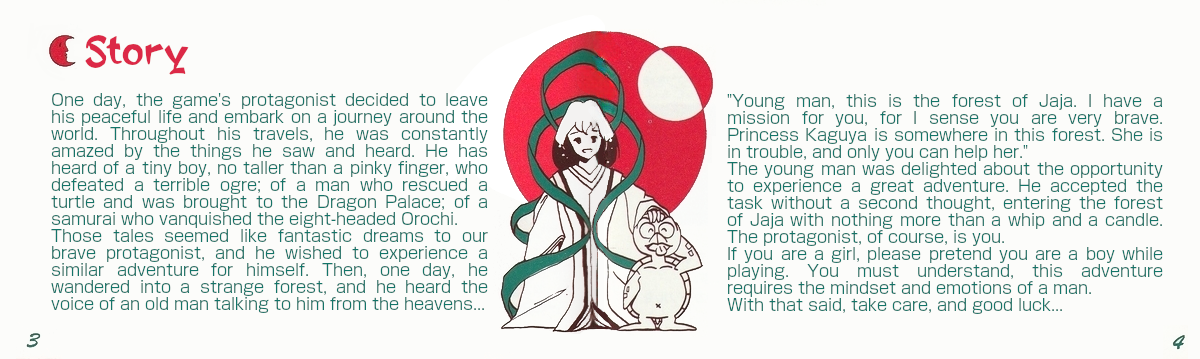 Story
One day, the game's protagonist decided to leave
his peaceful life and embark on a journey around the
world. Throughout his travels, he was constantly
amazed by the things he saw and heard. He has
heard of a tiny boy, no taller than a pinky finger, who
defeated a terrible ogre; of a man who rescued a
turtle and was brought to the Dragon Palace; of a
samurai who vanquished the eight-headed Orochi.
Those tales seemed like fantastic dreams to our
brave protagonist, and he wished to experience a
similar adventure for himself. Then, one day, he
wandered into a strange forest, and he heard the
voice of an old man talking to him from the heavens...
3
"Young man, this is the forest of Jaja. I have a
mission for you, for I sense you are very brave.
Princess Kaguya is somewhere in this forest. She is
in trouble, and only you can help her."
The young man was delighted about the opportunity
to experience a great adventure. He accepted the
task without a second thought, entering the forest
of Jaja with nothing more than a whip and a candle.
The protagonist, of course, is you.
If you are a girl, please pretend you are a boy while
playing. You must understand, this adventure
requires the mindset and emotions of a man.
With that said, take care, and good luck...
4